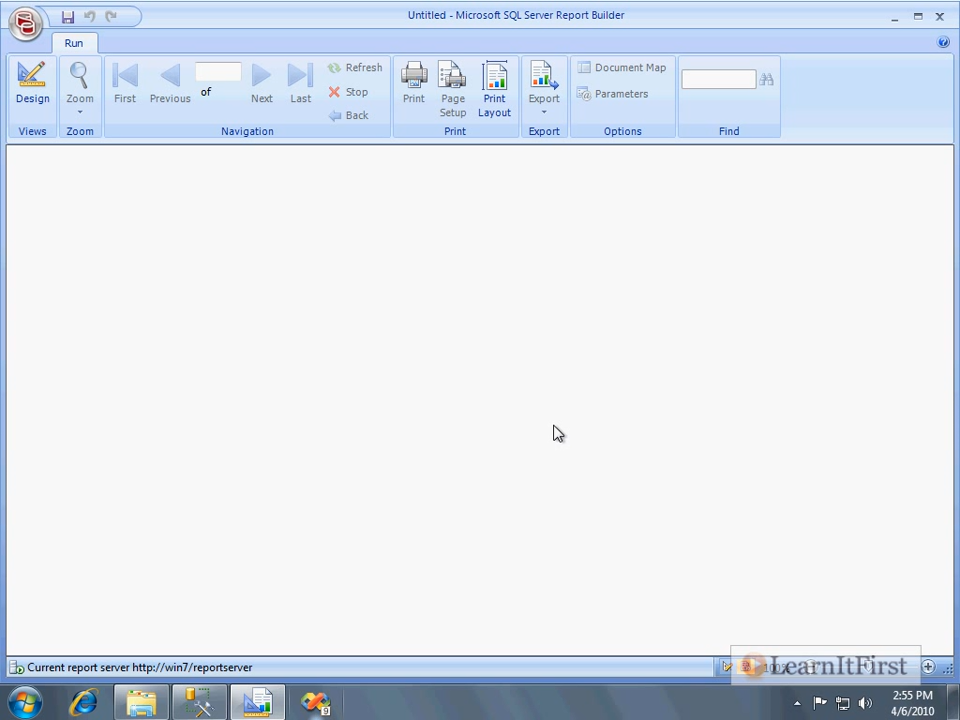 Untitled - Microsoft SQL Server Report Builder
Run
Design
Zoom
First
Previous
of
Next
Last
Refresh
Stop
Back
Print
Page Setup
Print Layout
Export
Document Map
Parameters
Views
Zoom
Navigation
Print
Export
Options
Find
Current report server http://win7/reportserver
100%
LearnItFirst
9
2:55 PM
4/6/2010